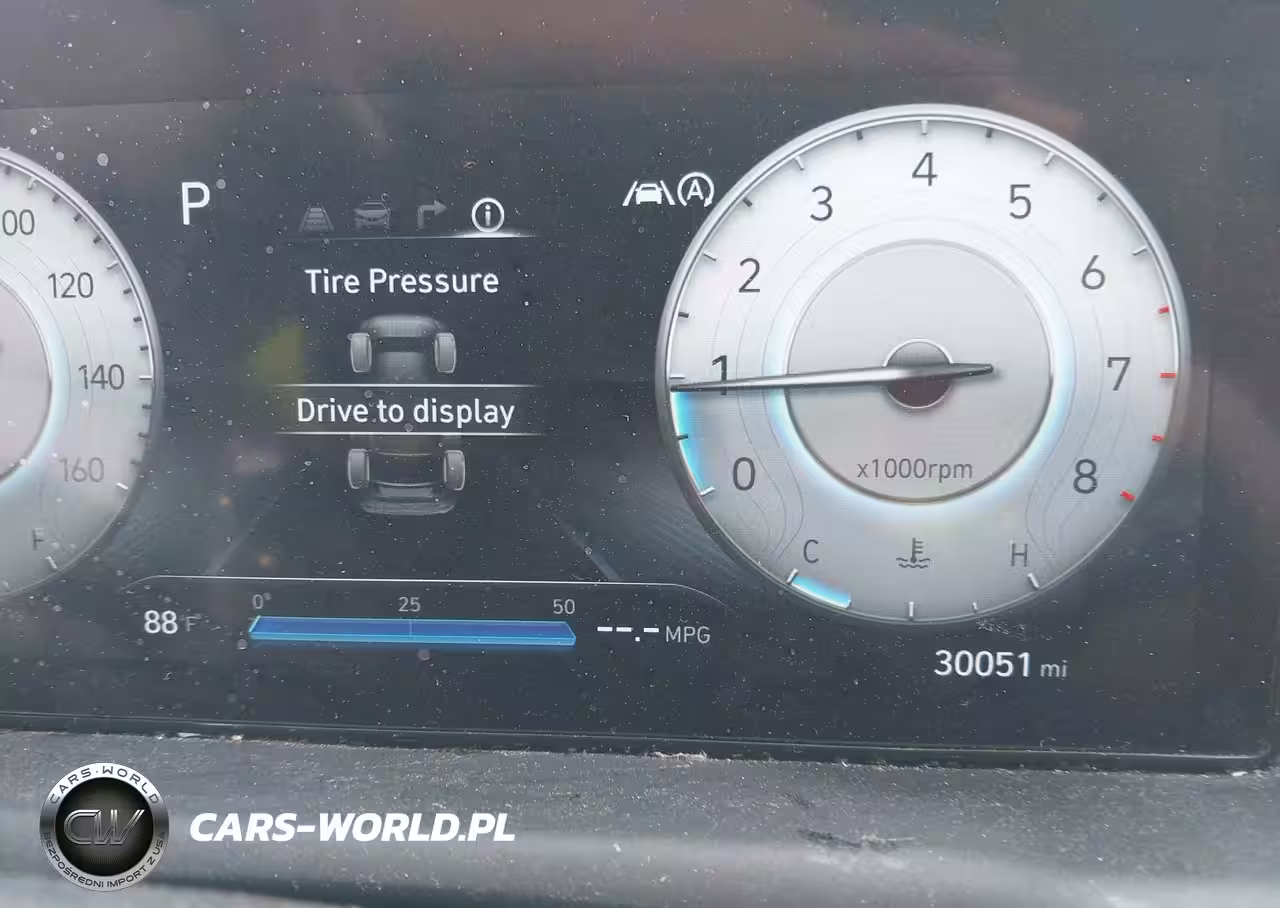 P
Tire Pressure
Drive to display
00
120
140
160
F
0
1
2
3
4
5
6
7
8
x1000rpm
C
H
A
0
25
50
88°F
--.- MPG
30051 mi
CARS-WORLD
CW
BEZPOŚREDNI IMPORT Z USA
CARS-WORLD.PL